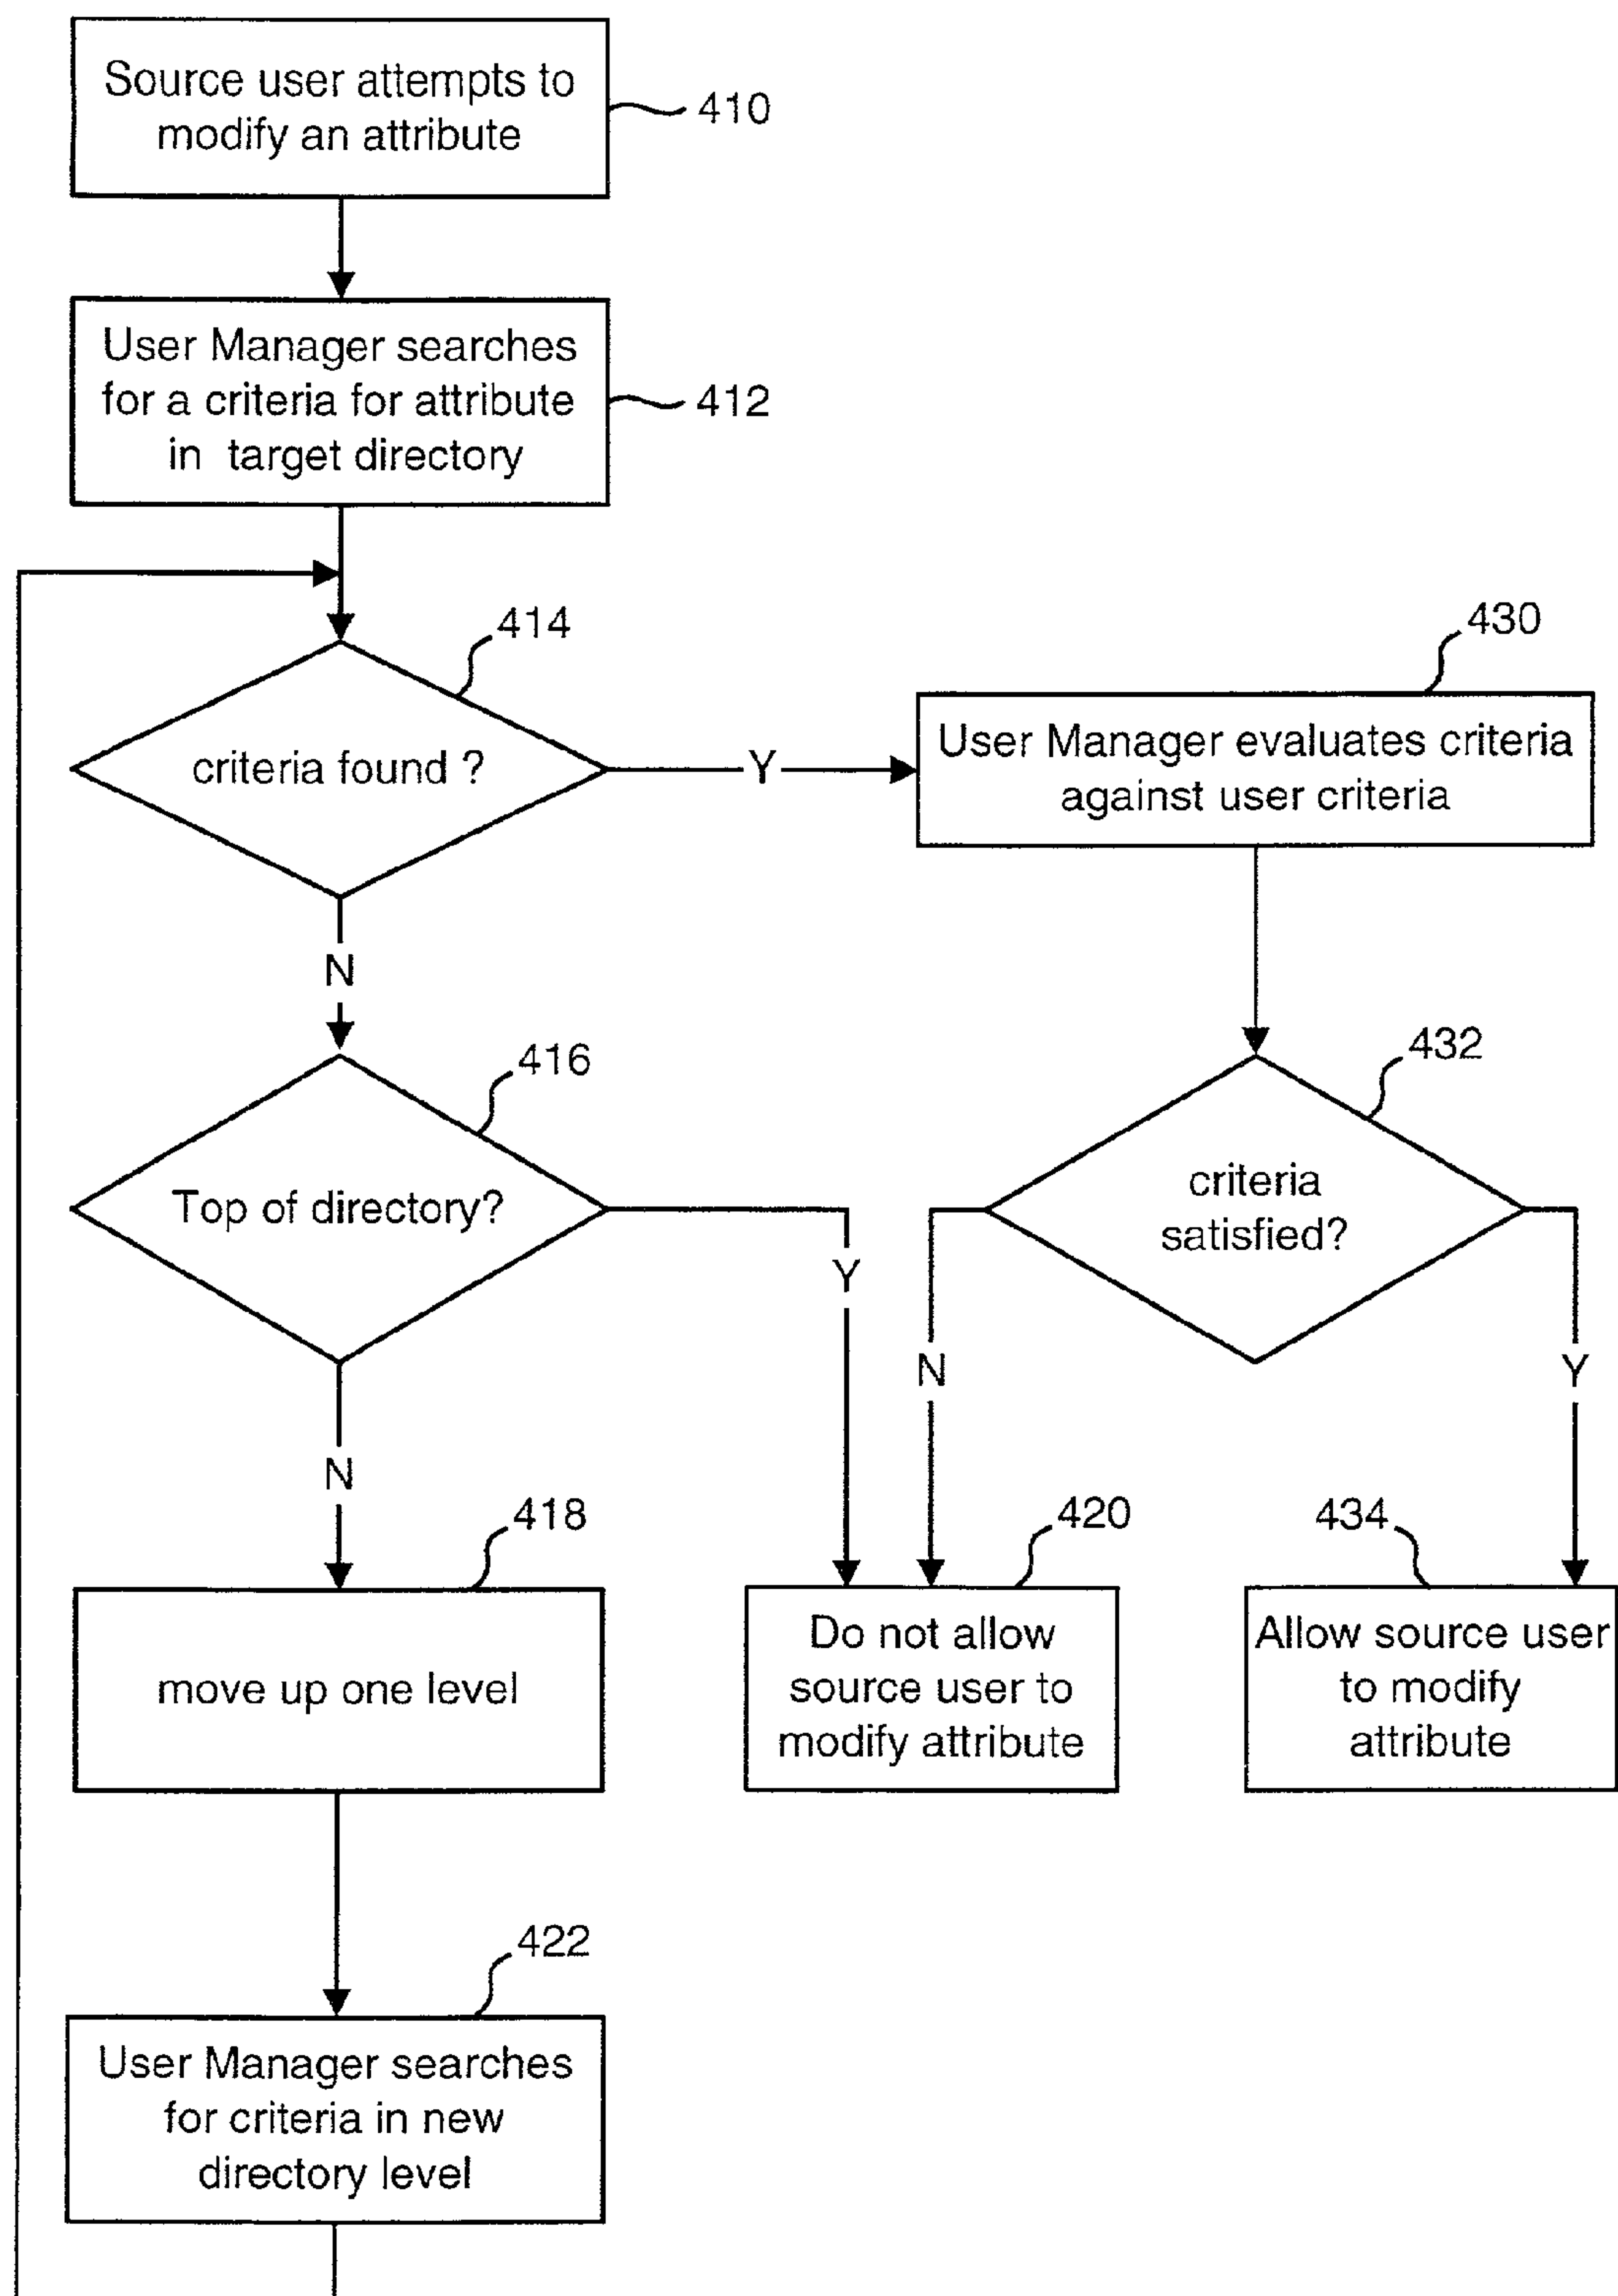 Source user attempts to
modify an attribute
410
User Manager searches
for a criteria for attribute
in target directory
412
414
criteria found ?
Y
430
User Manager evaluates criteria
against user criteria
N
416
Top of directory?
Y
432
criteria
satisfied?
N
Y
N
418
move up one level
420
Do not allow
source user to
modify attribute
434
Allow source user
to modify
attribute
422
User Manager searches
for criteria in new
directory level